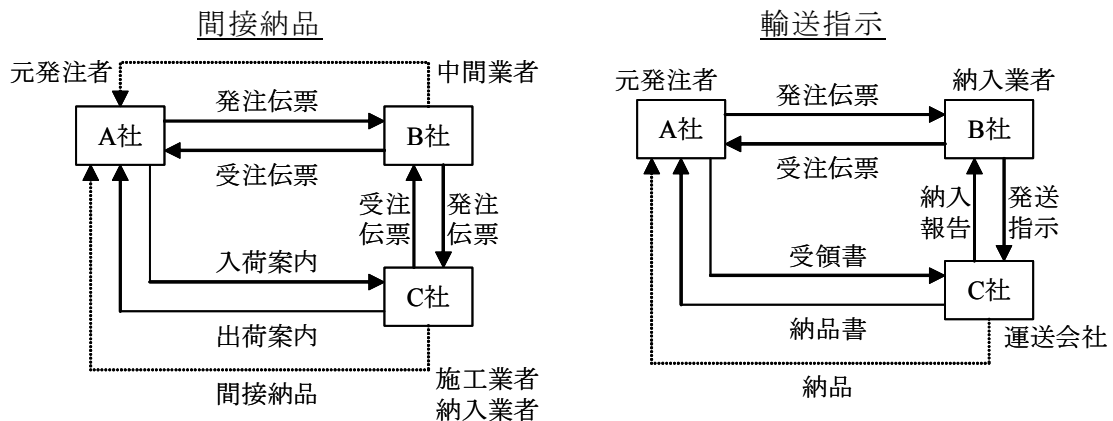 間接納品
元発注者
中間業者
発注伝票
A社
B社
受注伝票
受注
伝票
発注
伝票
入荷案内
C社
出荷案内
間接納品
施工業者
納入業者
輸送指示
元発注者
納入業者
発注伝票
A社
B社
受注伝票
納入
報告
発送
指示
受領書
C社
納品書
運送会社
納品